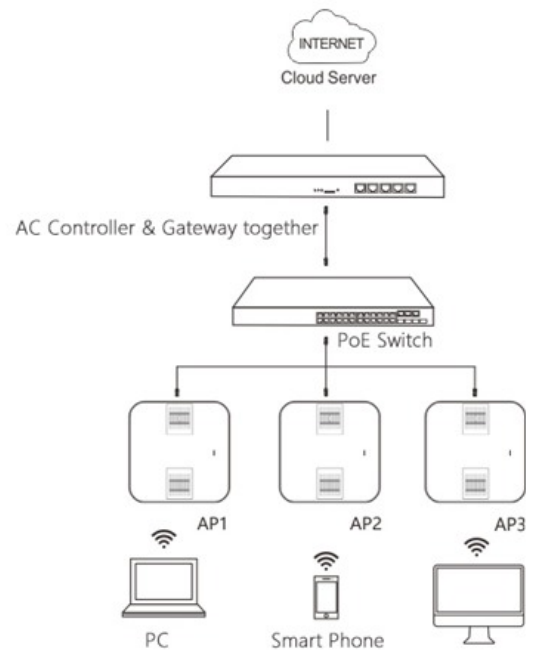 INTERNET
Cloud Server
AC Controller & Gateway together
PoE Switch
AP1
AP2
AP3
PC
Smart Phone